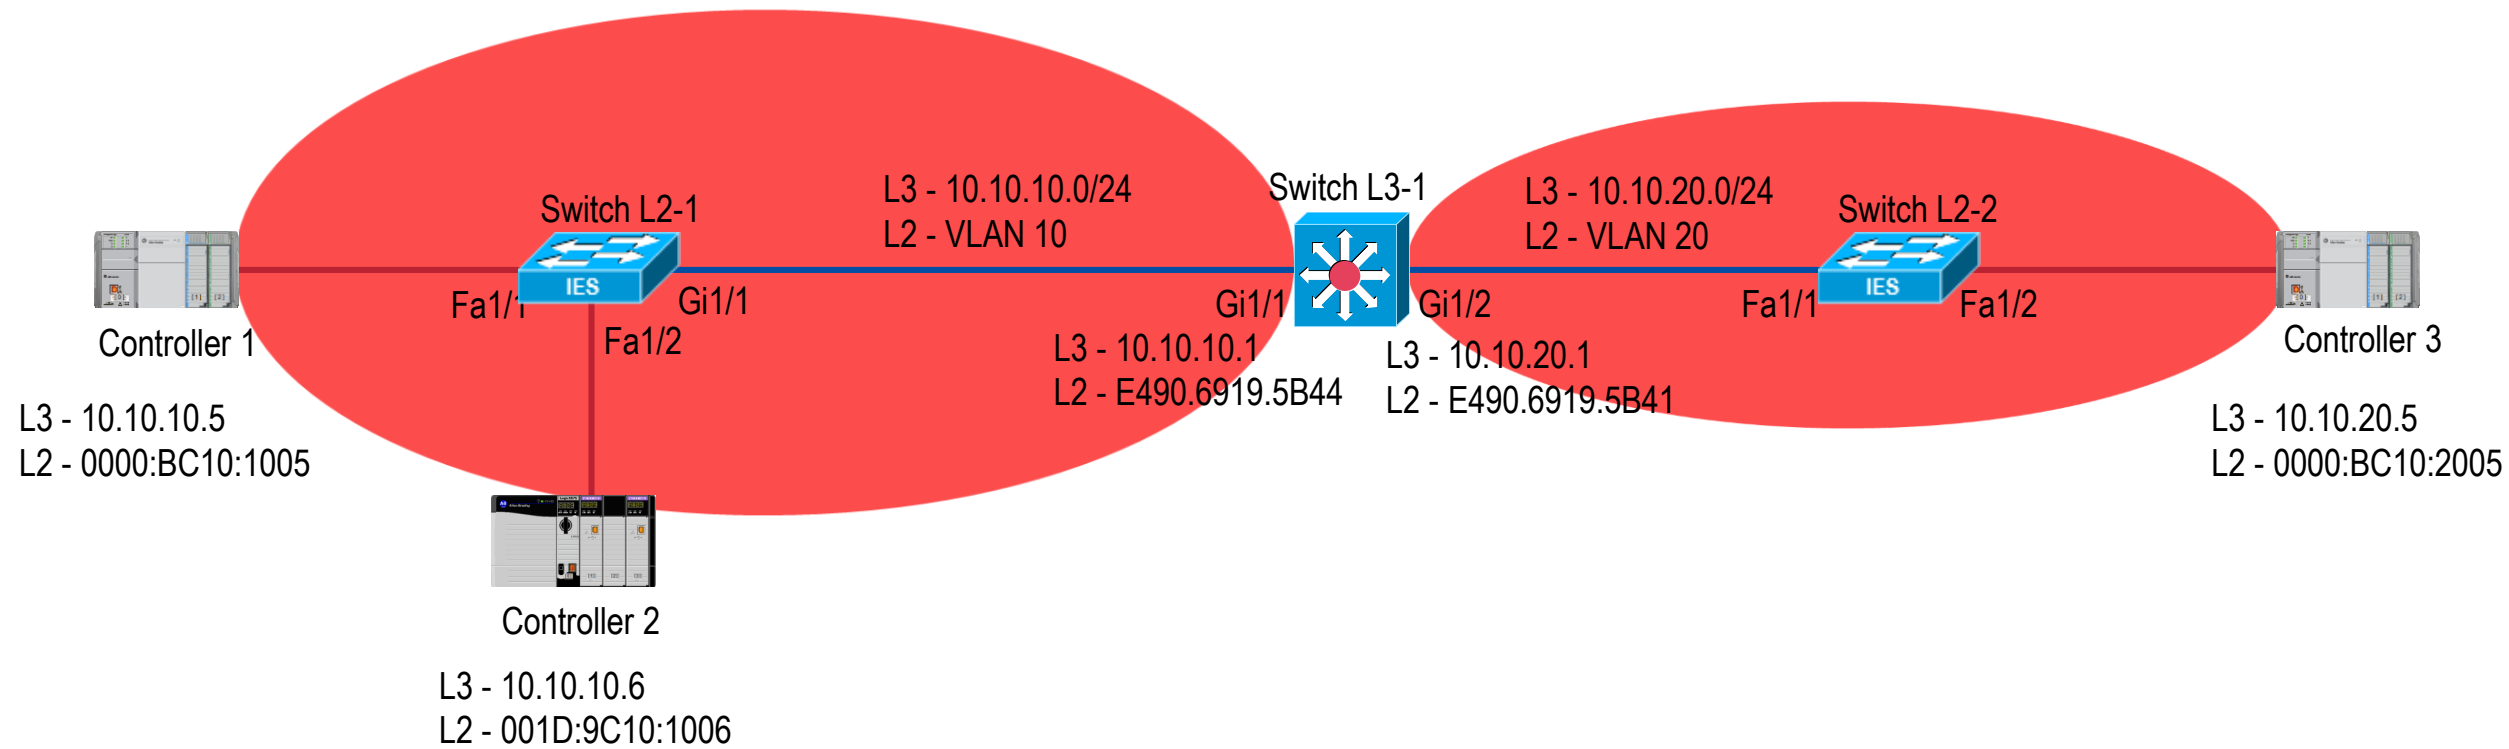 L3 - 10.10.10.0/24
L2 - VLAN 10
Switch L3-1
L3 - 10.10.20.0/24
L2 - VLAN 20
Switch L2-1
Switch L2-2
IES
IES
Fa1/1
Gi1/1
Gi1/1
Gi1/2
Fa1/1
Fa1/2
Controller 1
Fa1/2
L3 - 10.10.10.1
L2 - E490.6919.5B44
L3 - 10.10.20.1
L2 - E490.6919.5B41
Controller 3
L3 - 10.10.10.5
L2 - 0000:BC10:1005
L3 - 10.10.20.5
L2 - 0000:BC10:2005
Controller 2
L3 - 10.10.10.6
L2 - 001D:9C10:1006